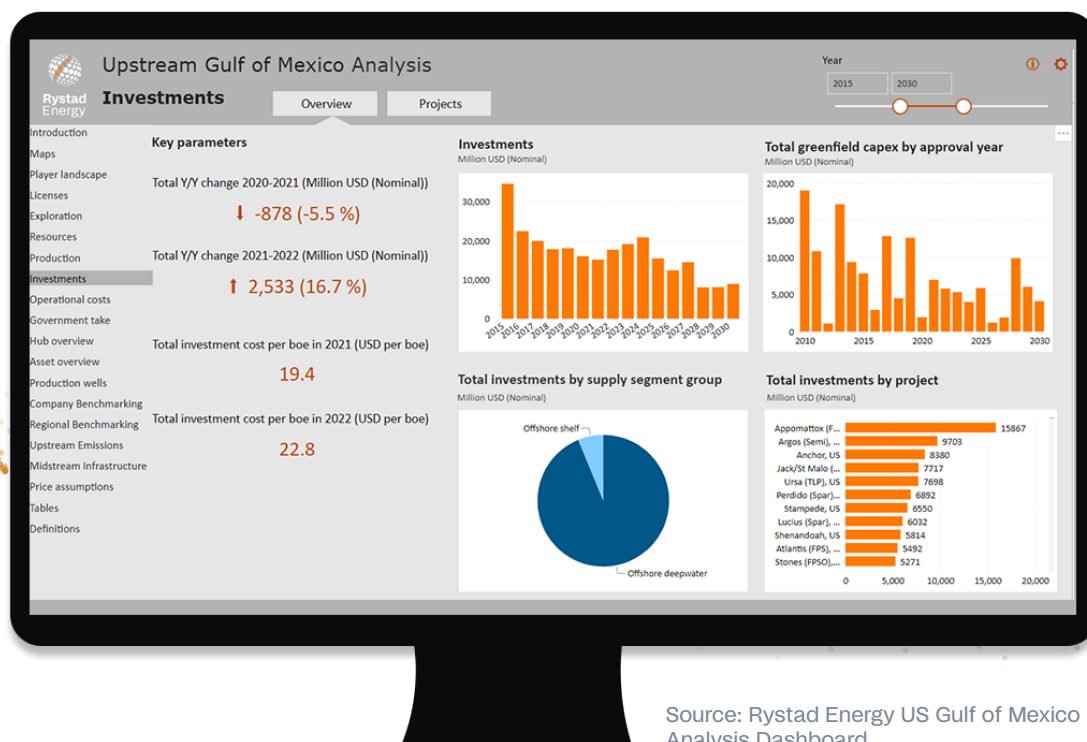 Upstream Gulf of Mexico Analysis
Rystad
Energy
Investments
Overview
Projects
Year
2015
2030
Introduction
Maps
Player landscape
Licenses
Exploration
Resources
Production
Investments
Operational costs
Government take
Hub overview
Asset overview
Production wells
Company Benchmarking
Regional Benchmarking
Upstream Emissions
Midstream Infrastructure
Price assumptions
Tables
Definitions
Key parameters
Total Y/Y change 2020-2021 (Million USD (Nominal))
-878 (-5.5 %)
Total Y/Y change 2021-2022 (Million USD (Nominal))
2,533 (16.7 %)
Total investment cost per boe in 2021 (USD per boe)
19.4
Total investment cost per boe in 2022 (USD per boe)
22.8
Investments
Million USD (Nominal)
30,000
20,000
10,000
0
2015 2016 2017 2018 2019 2020 2021 2022 2023 2024 2025 2026 2027 2028 2029 2030
Total greenfield capex by approval year
Million USD (Nominal)
20,000
15,000
10,000
5,000
0
2010 2015 2020 2025 2030
Total investments by supply segment group
Million USD (Nominal)
Offshore shelf
Offshore deepwater
Total investments by project
Million USD (Nominal)
Appomattox (F... 15867
Argos (Semi), ... 9703
Anchor, US 8380
Jack/St Malo (... 7717
Ursa (TLP), US 7698
Perdido (Spar)... 6892
Stampede, US 6550
Lucius (Spar), ... 6032
Shenandoah, US 5814
Atlantis (FPS), ... 5492
Stones (FPSO),... 5271
0 5,000 10,000 15,000 20,000
Source: Rystad Energy US Gulf of Mexico
Analysis Dashboard